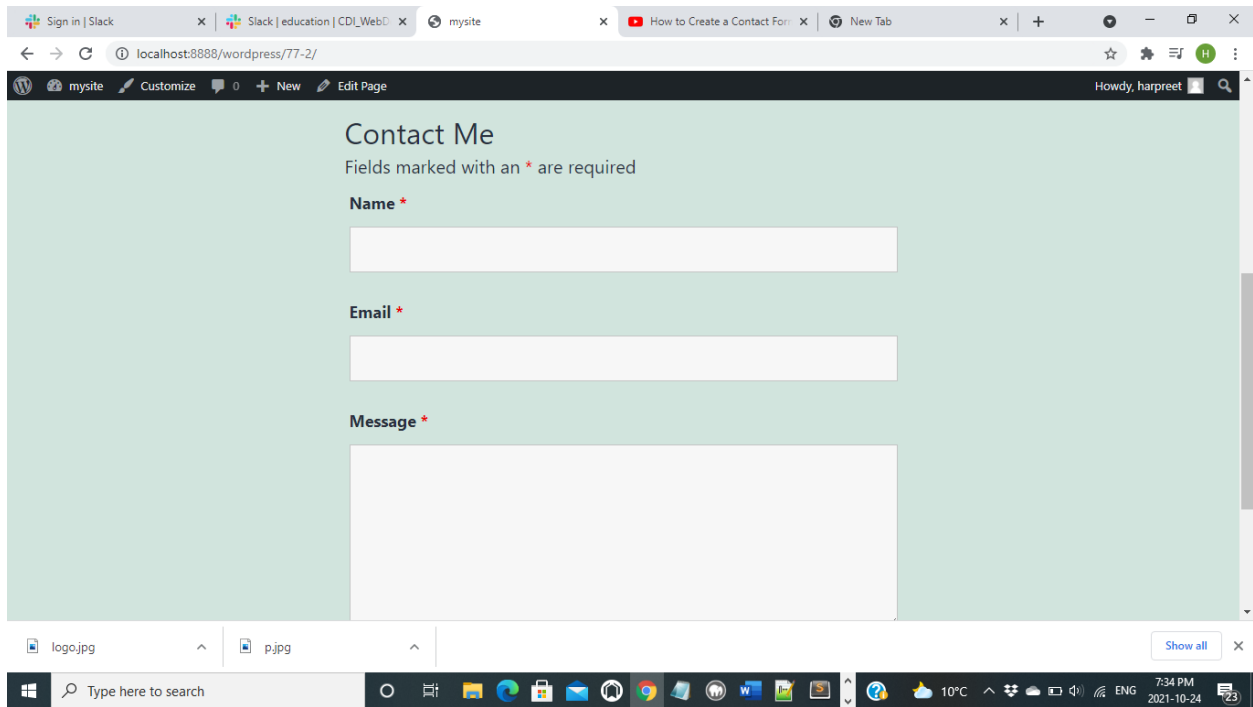 Sign in | Slack
Slack | education | CDI_WebD
mysite
How to Create a Contact Form
New Tab
localhost:8888/wordpress/77-2/
H
mysite Customize 0 New Edit Page Howdy, harpreet
Contact Me
Fields marked with an * are required
Name *
Email *
Message *
logo.jpg
p.jpg
Show all
Type here to search
10°C
ENG
7:34 PM
2021-10-24
23